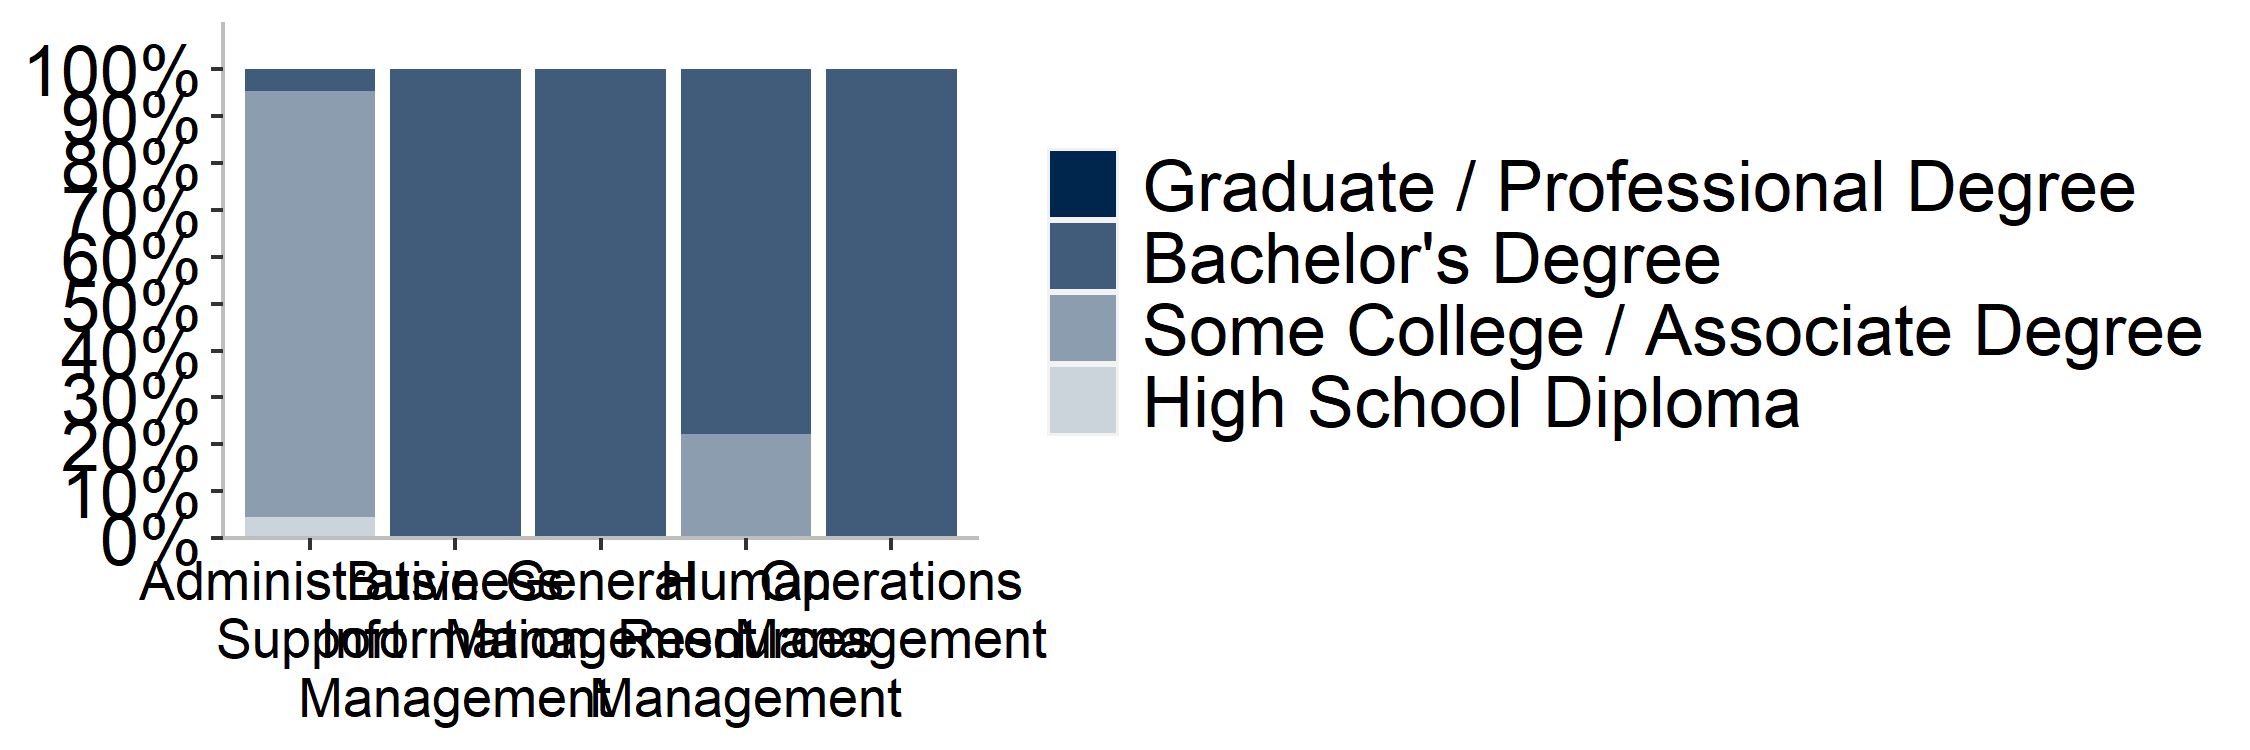 100%
90%
80%
70%
60%
50%
40%
30%
20%
10%
0%
Administrative
Support
Business
Information
Management
General
Management
Human
Resources
Management
Operations
Management
Graduate / Professional Degree
Bachelor's Degree
Some College / Associate Degree
High School Diploma